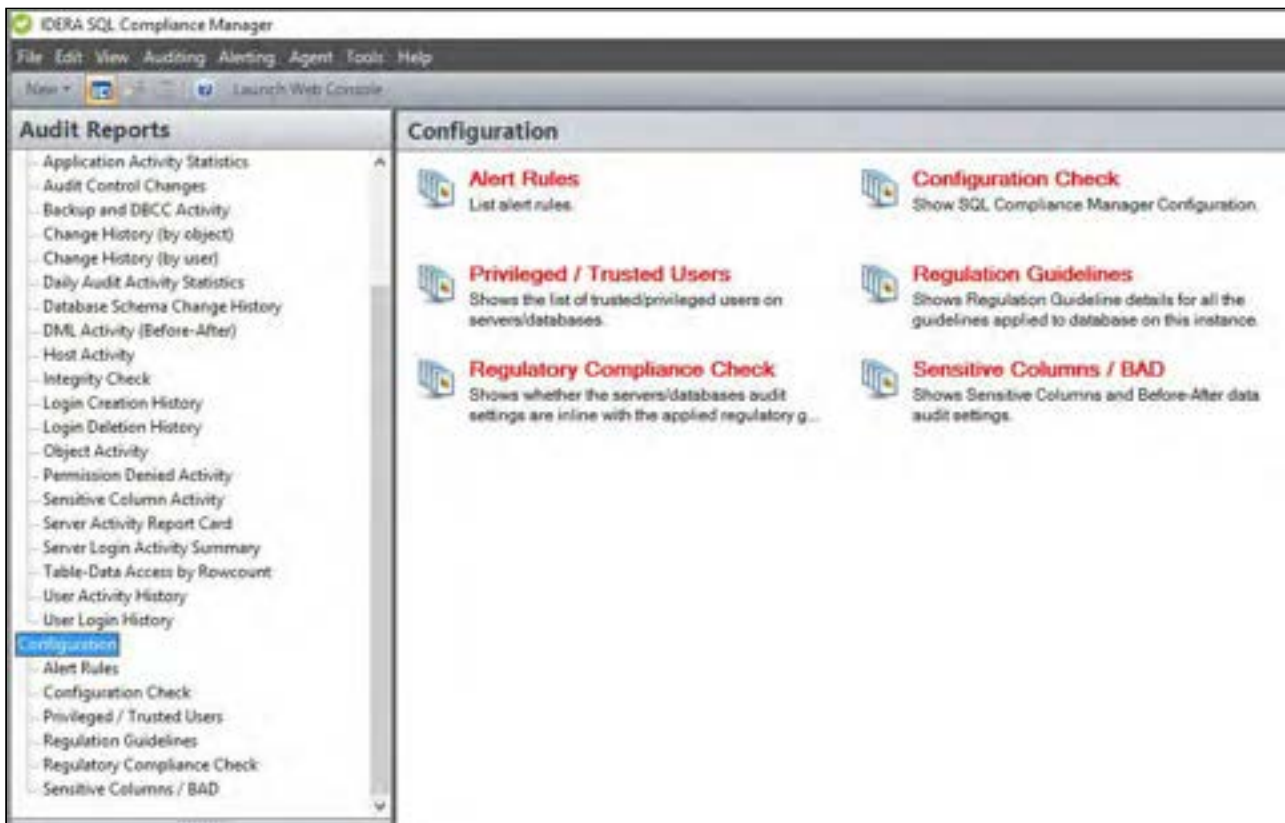 IDERA SQL Compliance Manager
File Edit View Auditing Alerting Agent Tools Help
New Launch Web Console
Audit Reports
Application Activity Statistics
Audit Control Changes
Backup and DBCC Activity
Change History (by object)
Change History (by user)
Daily Audit Activity Statistics
Database Schema Change History
DML Activity (Before-After)
Host Activity
Integrity Check
Login Creation History
Login Deletion History
Object Activity
Permission Denied Activity
Sensitive Column Activity
Server Activity Report Card
Server Login Activity Summary
Table-Data Access by Rowcount
User Activity History
User Login History
Configuration
Alert Rules
Configuration Check
Privileged / Trusted Users
Regulation Guidelines
Regulatory Compliance Check
Sensitive Columns / BAD
Configuration
Alert Rules
List alert rules.
Configuration Check
Show SQL Compliance Manager Configuration.
Privileged / Trusted Users
Shows the list of trusted/privileged users on
servers/databases.
Regulation Guidelines
Shows Regulation Guideline details for all the
guidelines applied to database on this instance.
Regulatory Compliance Check
Shows whether the servers/databases audit
settings are inline with the applied regulatory g...
Sensitive Columns / BAD
Shows Sensitive Columns and Before-After data
audit settings.